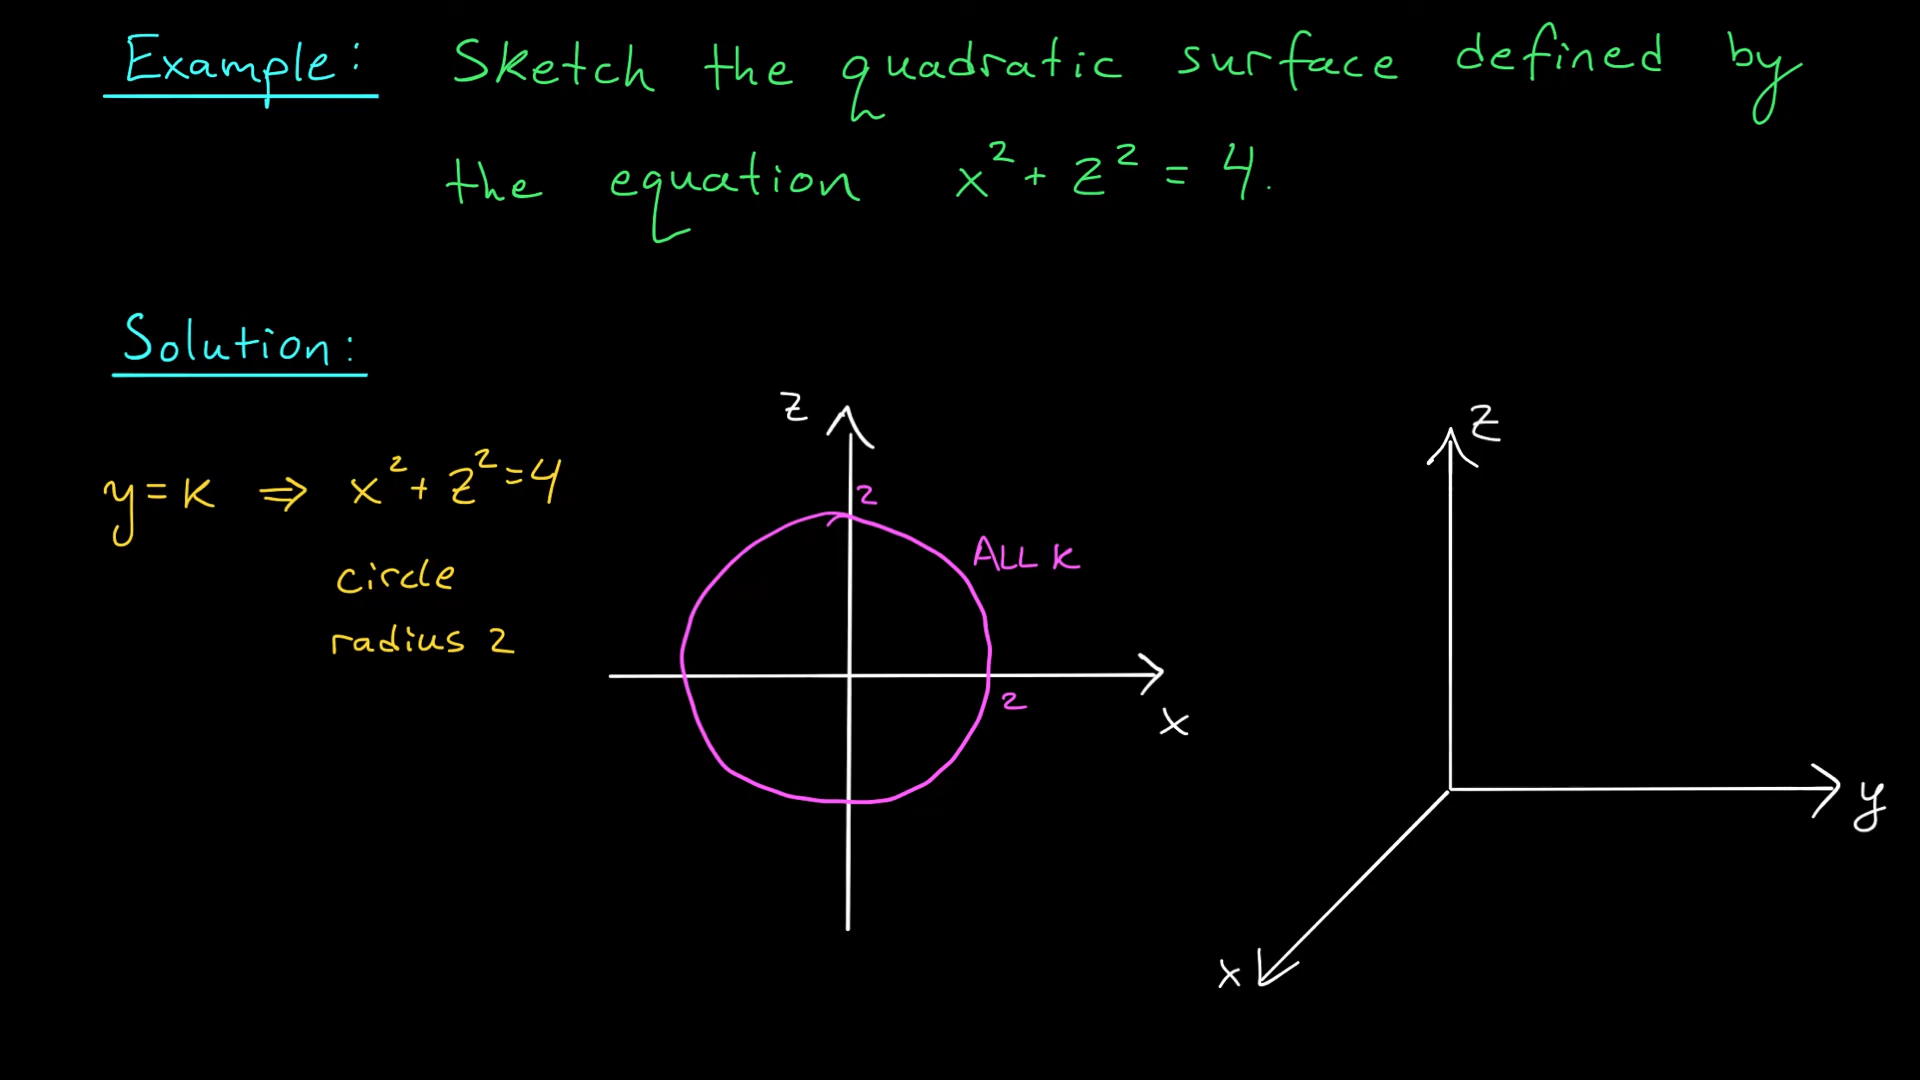 Example: Sketch the quadratic surface defined by
the equation x² + z² = 4.
Solution:
y = K ⇒ x² + z² = 4
circle
radius 2
z
2
ALL K
2
x
z
y
x